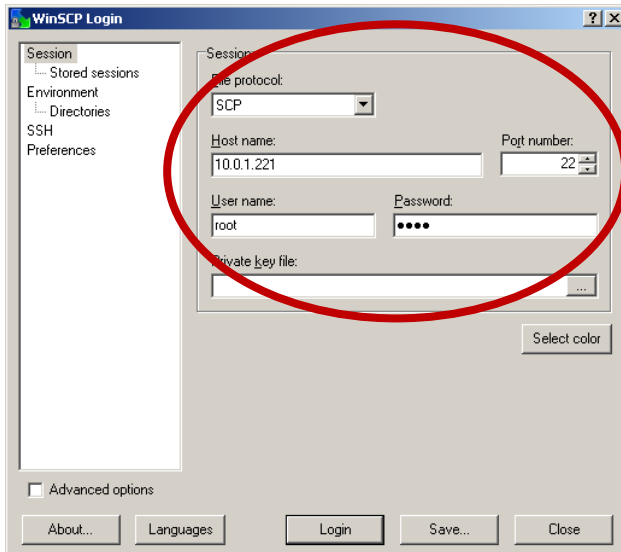 WinSCP Login
Session
Stored sessions
Environment
Directories
SSH
Preferences
Session
File protocol:
SCP
Host name:
Port number:
10.0.1.221
22
User name:
Password:
root
••••
Private key file:
...
Select color
Advanced options
About...
Languages
Login
Save...
Close